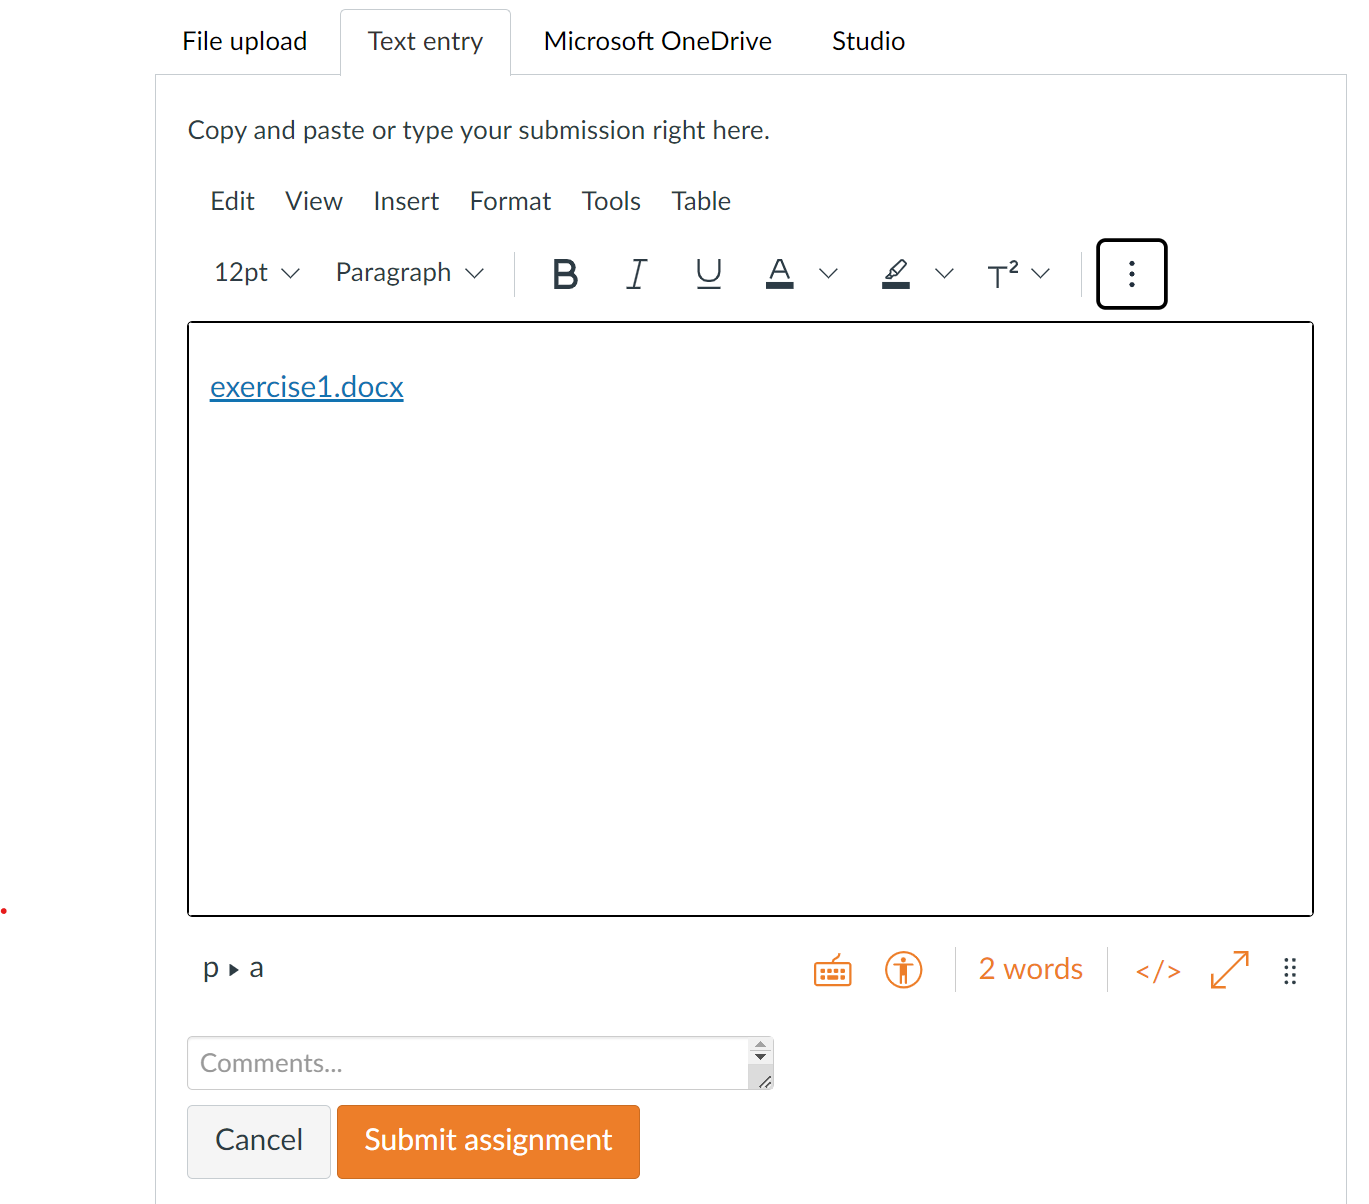 File upload Text entry Microsoft OneDrive Studio
Copy and paste or type your submission right here.
Edit View Insert Format Tools Table
12pt Paragraph B I U A T²
exercise1.docx
p ▸ a 2 words </>
Comments...
Cancel Submit assignment